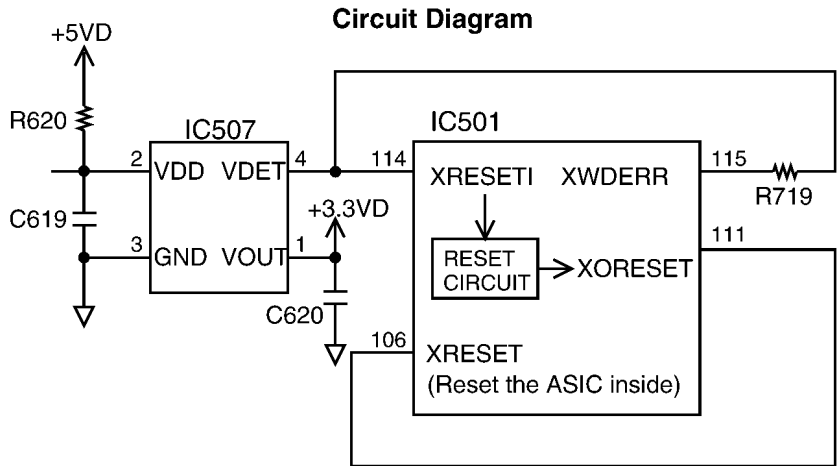 Circuit Diagram
+5VD
R620
IC507
IC501
2
VDD
VDET
4
114
XRESETI
XWDERR
115
R719
C619
+3.3VD
3
GND
VOUT
1
RESET
CIRCUIT
XORESET
111
C620
106
XRESET
(Reset the ASIC inside)